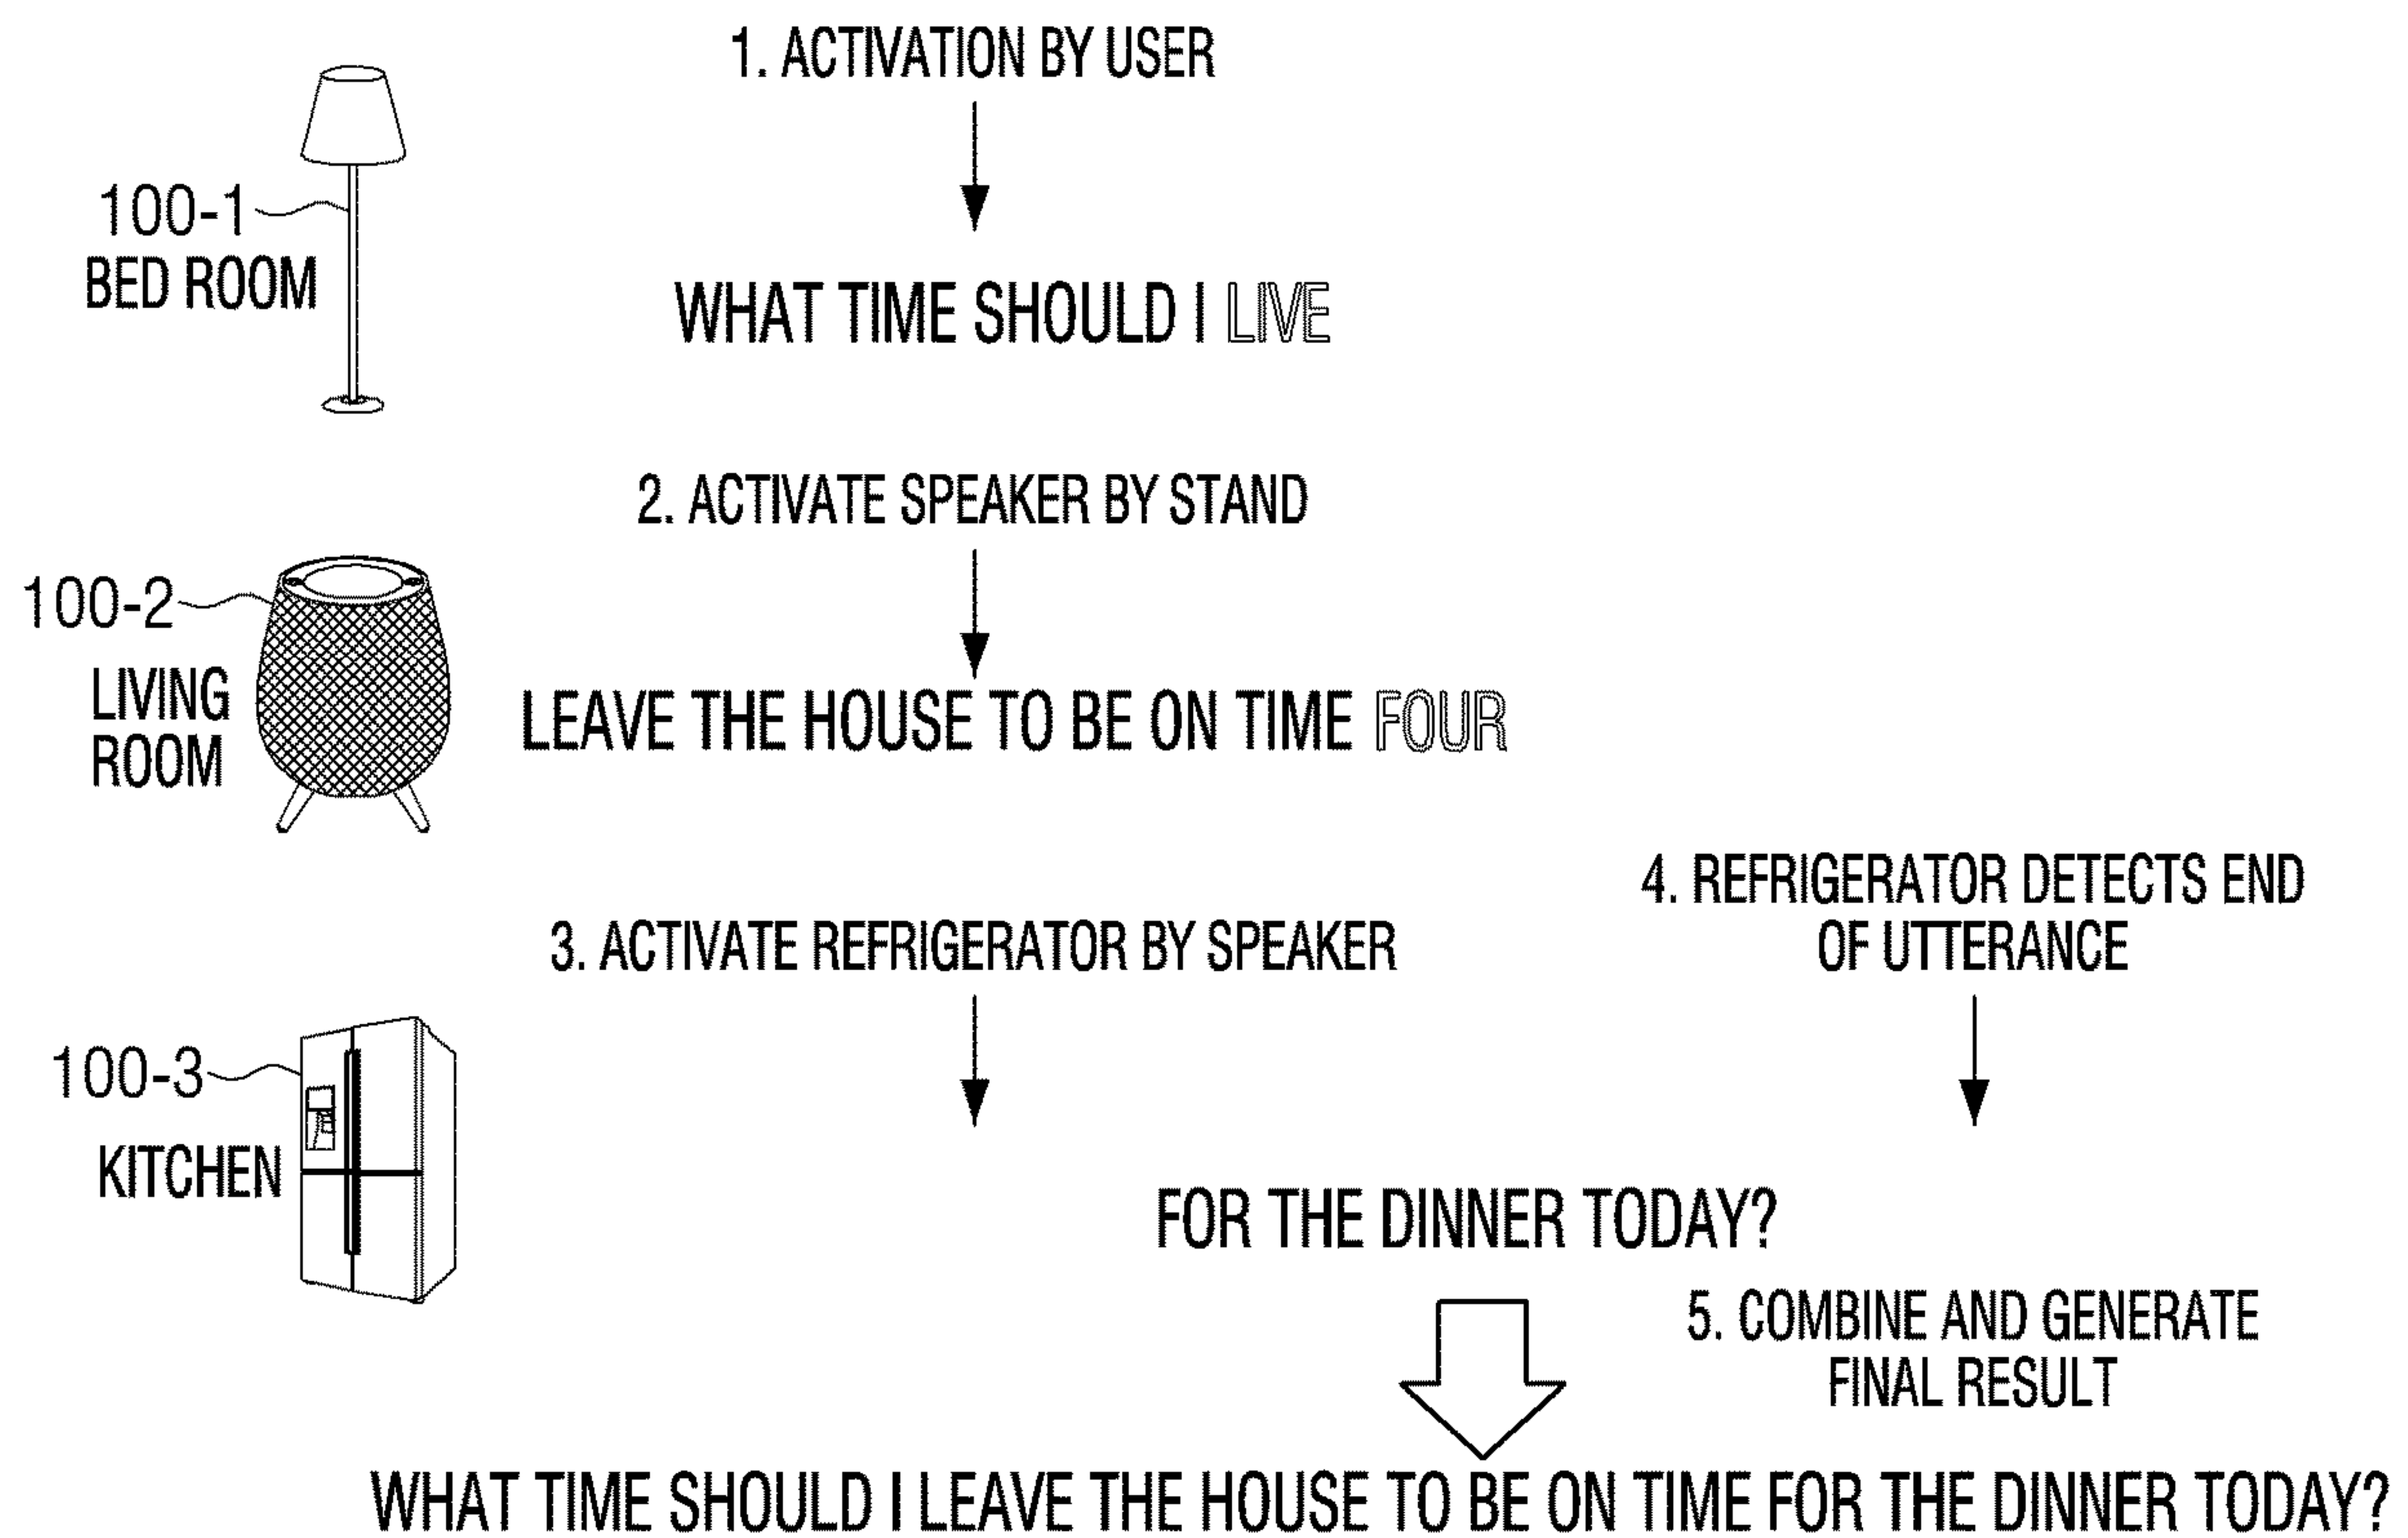 1. ACTIVATION BY USER
100-1
BED ROOM
WHAT TIME SHOULD I LIVE
2. ACTIVATE SPEAKER BY STAND
100-2
LIVING
ROOM
LEAVE THE HOUSE TO BE ON TIME FOUR
4. REFRIGERATOR DETECTS END
OF UTTERANCE
3. ACTIVATE REFRIGERATOR BY SPEAKER
100-3
KITCHEN
FOR THE DINNER TODAY?
5. COMBINE AND GENERATE
FINAL RESULT
WHAT TIME SHOULD I LEAVE THE HOUSE TO BE ON TIME FOR THE DINNER TODAY?